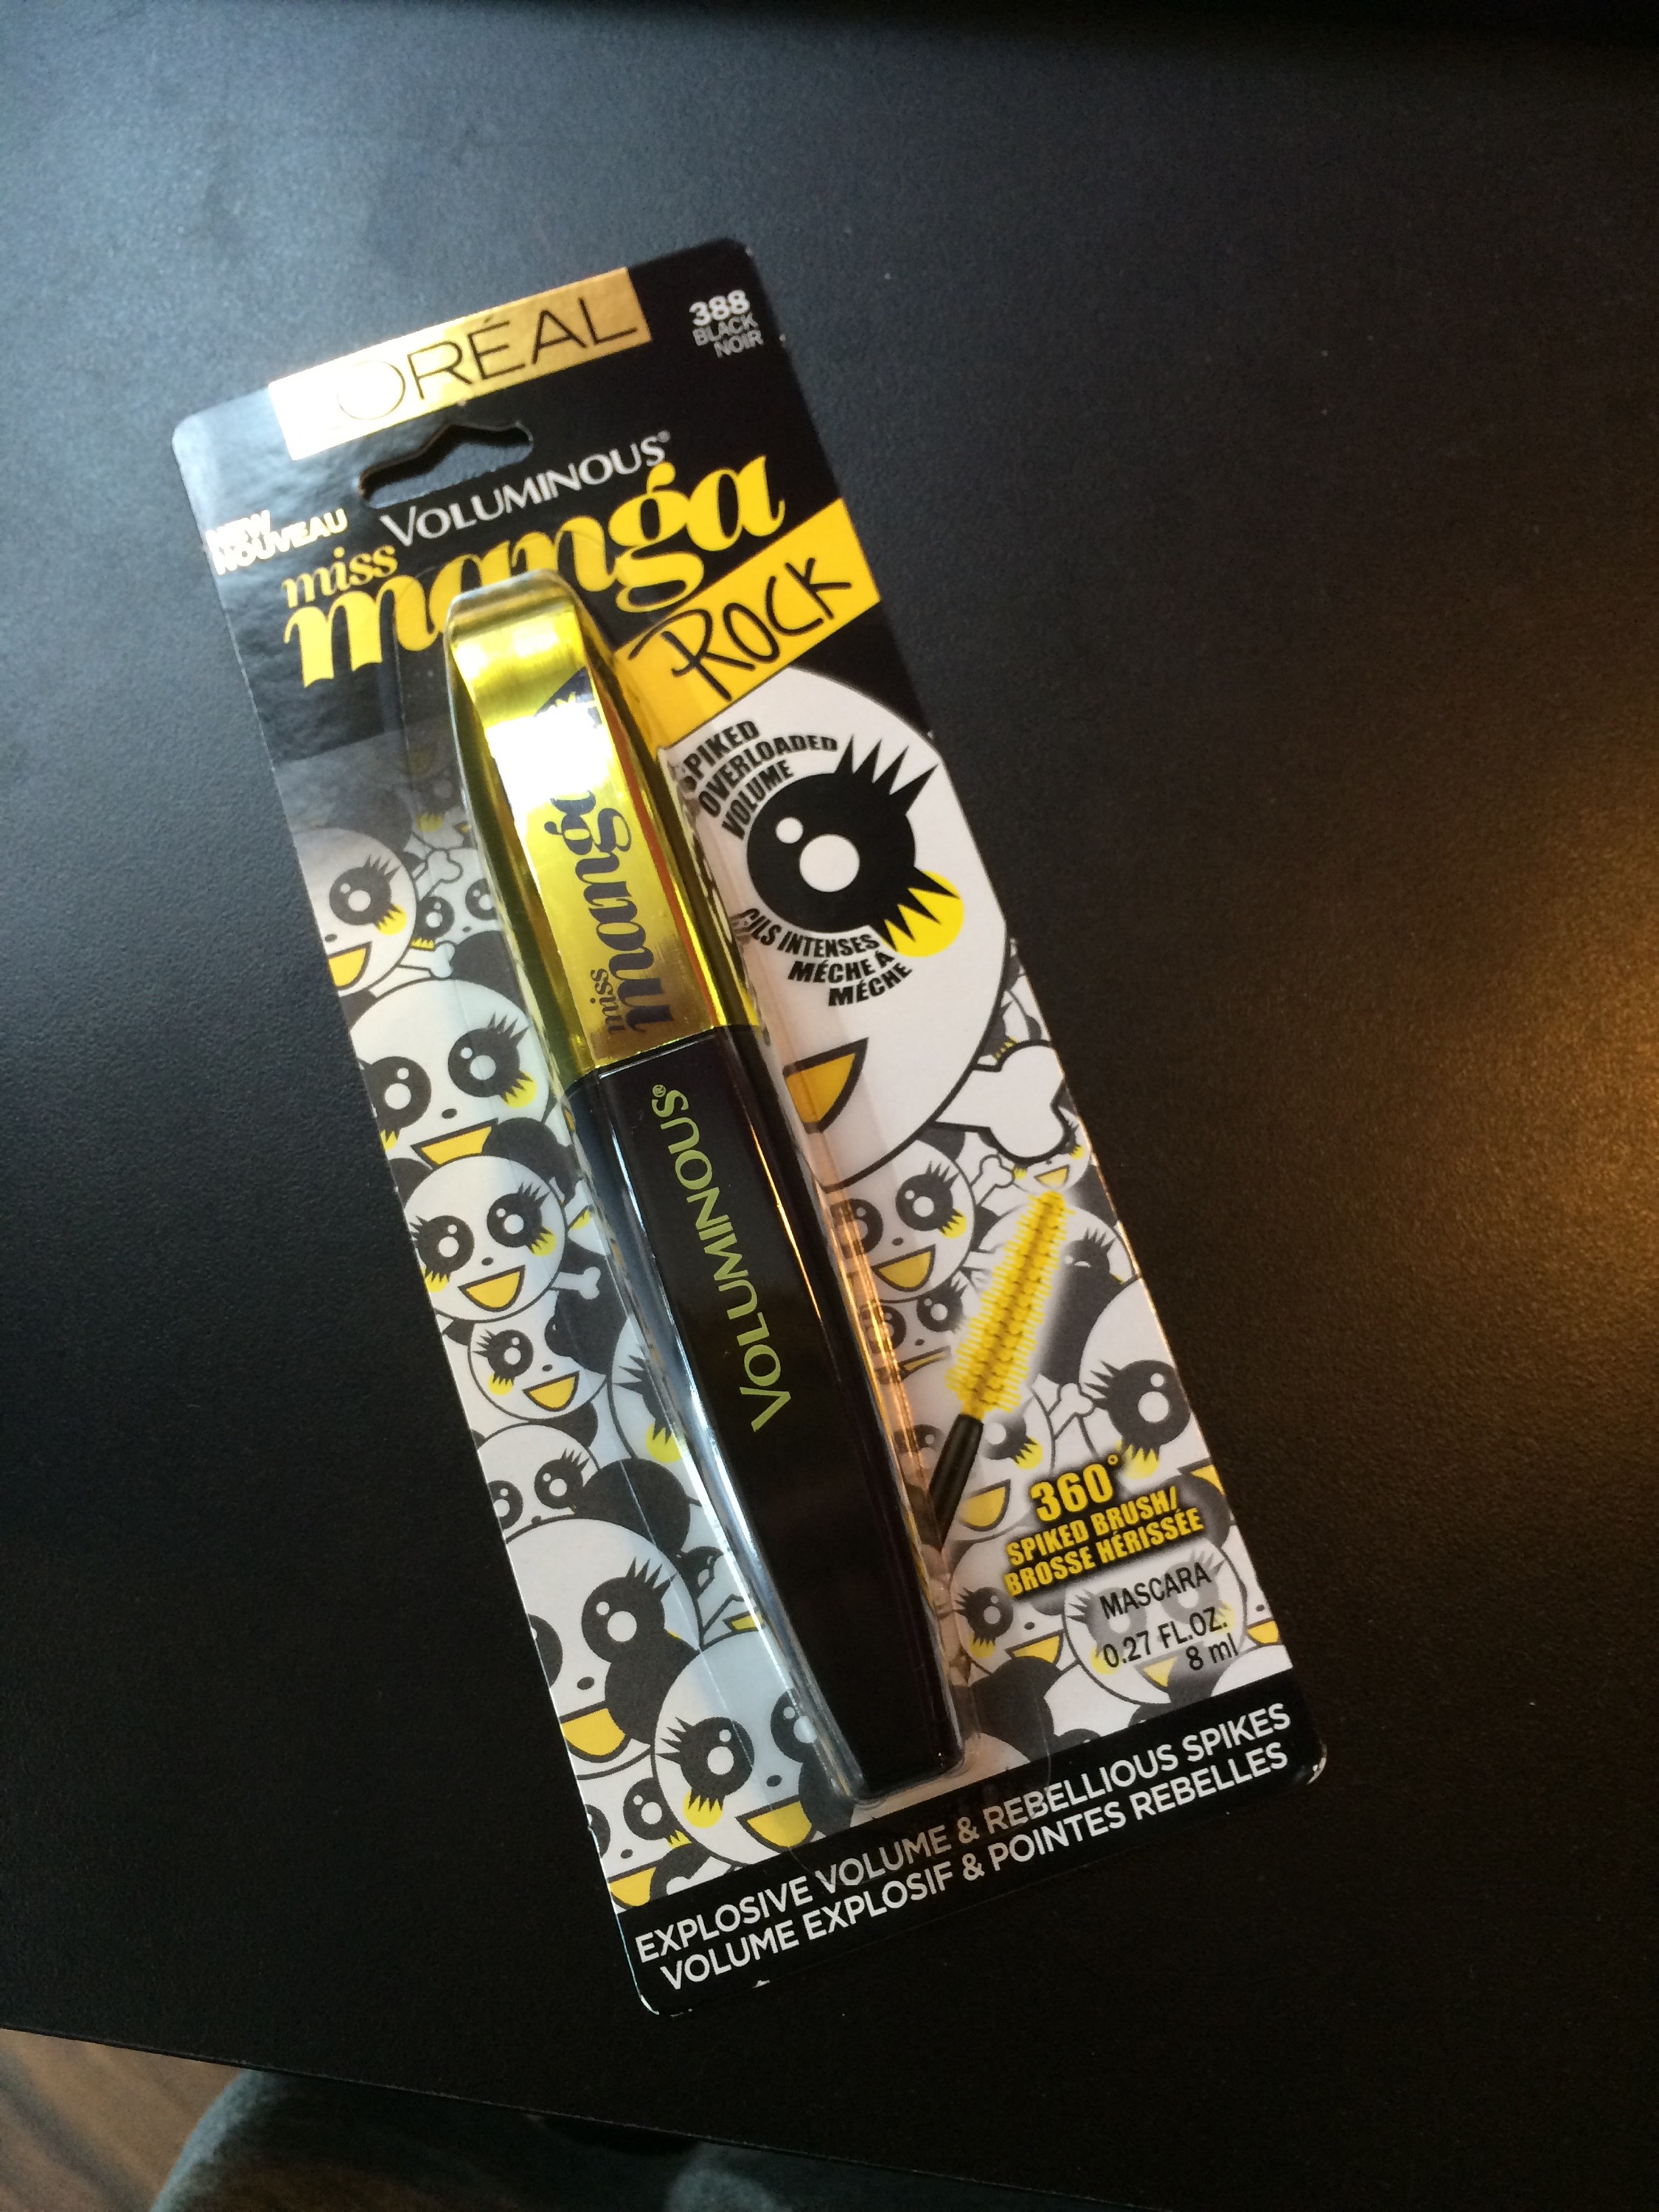 L'ORÉAL
388
BLACK
NOIR
NEW
NOUVEAU
VOLUMINOUS®
miss
manga
ROCK
SPIKED
OVERLOADED
VOLUME
CILS INTENSES
MÉCHE À
MÉCHE
miss
manga
VOLUMINOUS®
360°
SPIKED BRUSH/
BROSSE HÉRISSÉE
MASCARA
0.27 FL.OZ.
8 ml
EXPLOSIVE VOLUME & REBELLIOUS SPIKES
VOLUME EXPLOSIF & POINTES REBELLES